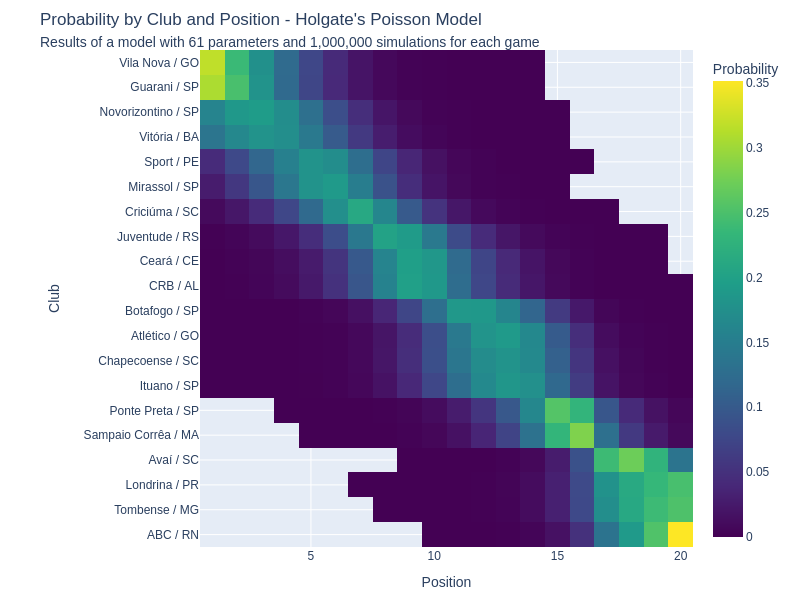 Probability by Club and Position - Holgate's Poisson Model
Results of a model with 61 parameters and 1,000,000 simulations for each game
Probability
Vila Nova / GO
Guarani / SP
Novorizontino / SP
Vitória / BA
Sport / PE
Mirassol / SP
Criciúma / SC
Juventude / RS
Ceará / CE
CRB / AL
Botafogo / SP
Atlético / GO
Chapecoense / SC
Ituano / SP
Ponte Preta / SP
Sampaio Corrêa / MA
Avaí / SC
Londrina / PR
Tombense / MG
ABC / RN
Club
5
10
15
20
Position
0.35
0.3
0.25
0.2
0.15
0.1
0.05
0